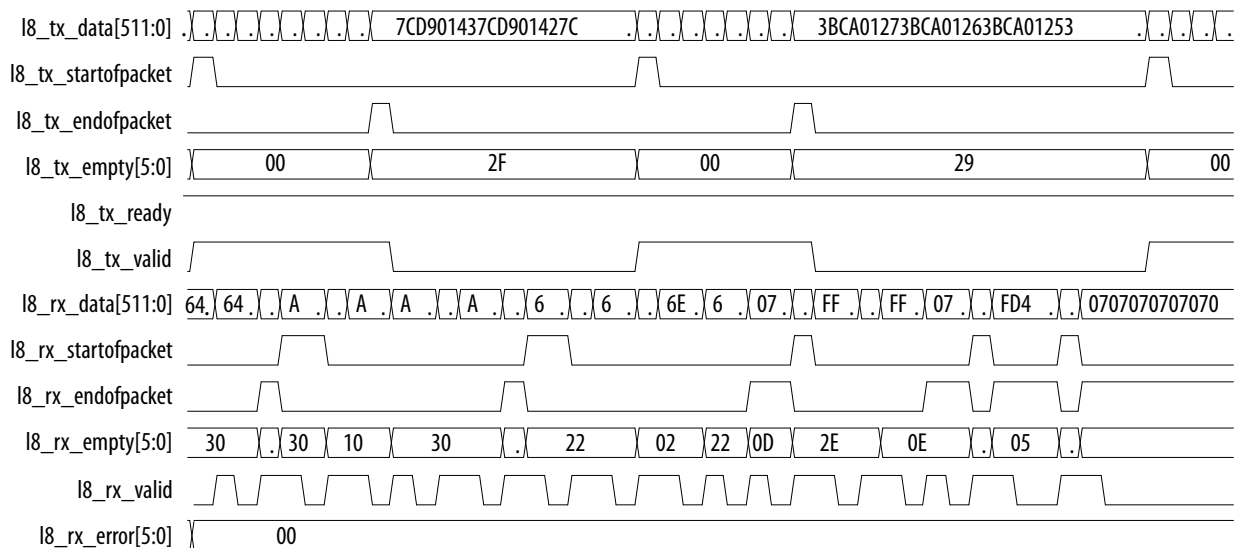 l8_tx_data[511:0] . . . . . . . . . 7CD901437CD901427C . . . . . . . . 3BCA01273BCA01263BCA01253 . . . . .
l8_tx_startofpacket
l8_tx_endofpacket
l8_tx_empty[5:0] 00 2F 00 29 00
l8_tx_ready
l8_tx_valid
l8_rx_data[511:0] 64. 64 . . A . . A . A . . A . . 6 . . 6 . . 6E 6 . 07 . . FF . . FF . 07 . . FD4 . . 0707070707070
l8_rx_startofpacket
l8_rx_endofpacket
l8_rx_empty[5:0] 30 . 30 10 30 . 22 02 22 0D 2E 0E . 05 .
l8_rx_valid
l8_rx_error[5:0] 00